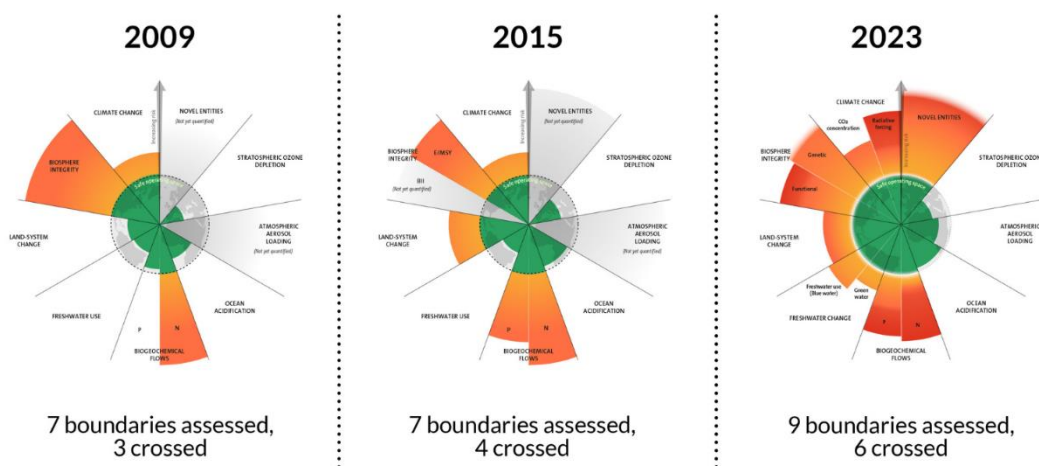 2009
CLIMATE CHANGE
NOVEL ENTITIES
(Not yet quantified)
Increasing risk
STRATOSPHERIC OZONE
DEPLETION
BIOSPHERE
INTEGRITY
Safe operating space
ATMOSPHERIC
AEROSOL
LOADING
(Not yet quantified)
LAND-SYSTEM
CHANGE
OCEAN
ACIDIFICATION
FRESHWATER USE
P
N
BIOGEOCHEMICAL
FLOWS
7 boundaries assessed,
3 crossed
2015
CLIMATE CHANGE
NOVEL ENTITIES
(Not yet quantified)
Increasing risk
STRATOSPHERIC OZONE
DEPLETION
BIOSPHERE
INTEGRITY
E/MSY
BII
(Not yet quantified)
Safe operating space
ATMOSPHERIC
AEROSOL
LOADING
(Not yet quantified)
LAND-SYSTEM
CHANGE
OCEAN
ACIDIFICATION
FRESHWATER USE
P
N
BIOGEOCHEMICAL
FLOWS
7 boundaries assessed,
4 crossed
2023
CLIMATE CHANGE
CO₂
concentration
Radiative
forcing
NOVEL ENTITIES
Increasing risk
STRATOSPHERIC OZONE
DEPLETION
BIOSPHERE
INTEGRITY
Genetic
Functional
Safe operating space
ATMOSPHERIC
AEROSOL
LOADING
LAND-SYSTEM
CHANGE
OCEAN
ACIDIFICATION
Freshwater use
(Blue water)
Green
water
FRESHWATER CHANGE
P
N
BIOGEOCHEMICAL
FLOWS
9 boundaries assessed,
6 crossed